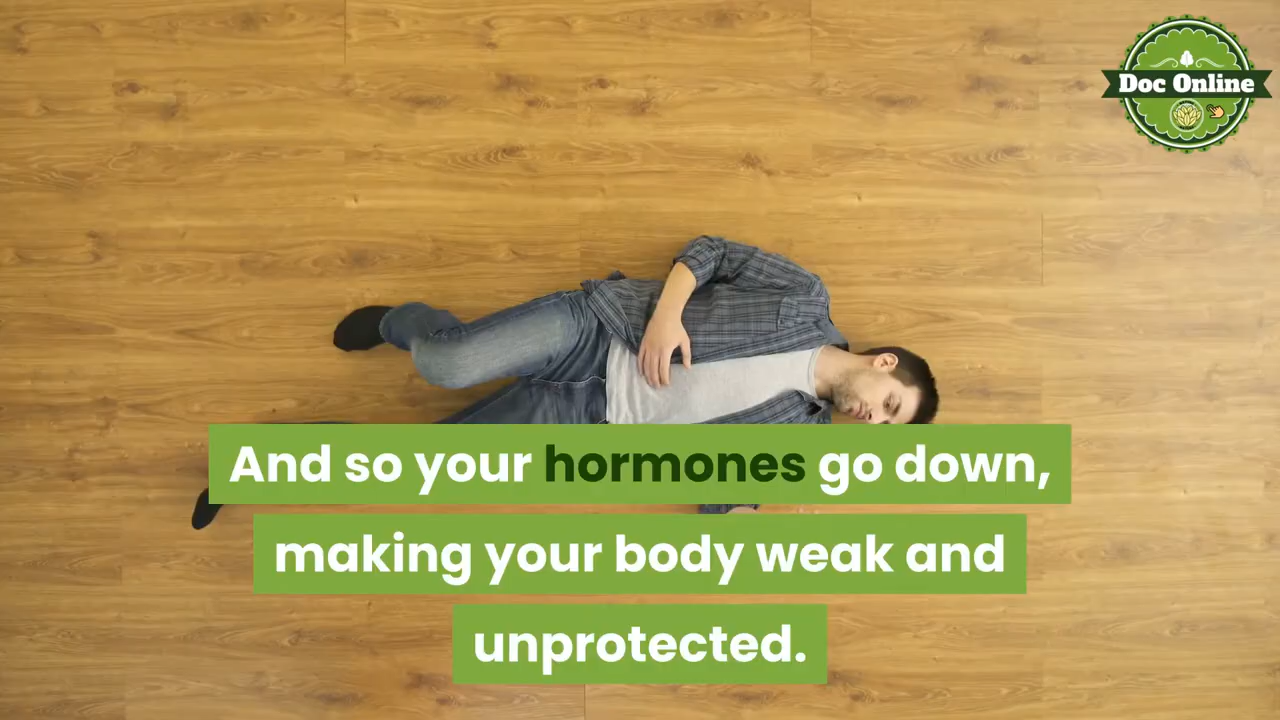 Doc Online
And so your hormones go down,
making your body weak and
unprotected.